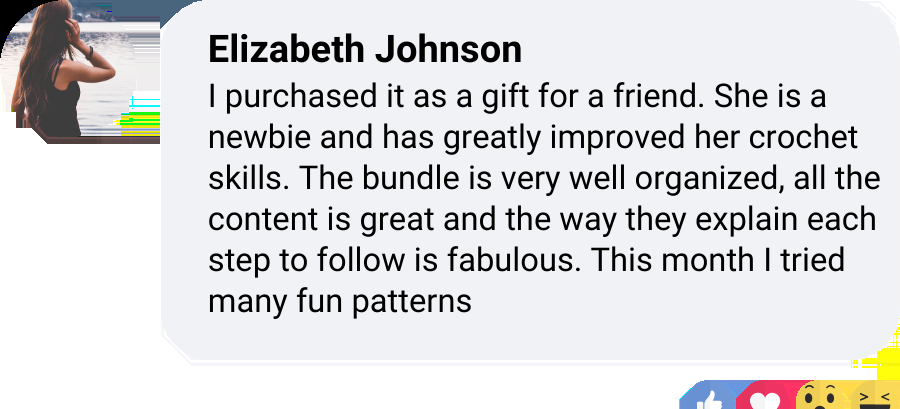 Elizabeth Johnson
I purchased it as a gift for a friend. She is a
newbie and has greatly improved her crochet
skills. The bundle is very well organized, all the
content is great and the way they explain each
step to follow is fabulous. This month I tried
many fun patterns